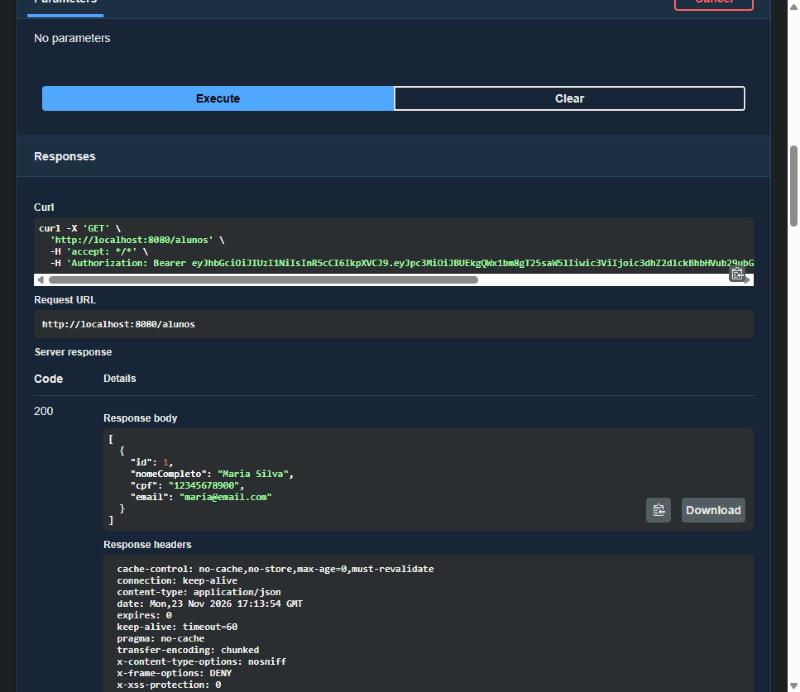 Parameters
Cancel
No parameters
Execute
Clear
Responses
Curl
curl -X 'GET' \
'http://localhost:8080/alunos' \
-H 'accept: */*' \
-H 'Authorization: Bearer
Request URL
http://localhost:8080/alunos
Server response
Code
Details
200
Response body
[
{
"id": 1,
"nomeCompleto": "Maria Silva",
"cpf": "12345678900",
"email": "maria@email.com"
}
]
Download
Response headers
cache-control: no-cache,no-store,max-age=0,must-revalidate
connection: keep-alive
content-type: application/json
date: Mon,23 Nov 2026 17:13:54 GMT
expires: 0
keep-alive: timeout=60
pragma: no-cache
transfer-encoding: chunked
x-content-type-options: nosniff
x-frame-options: DENY
x-xss-protection: 0